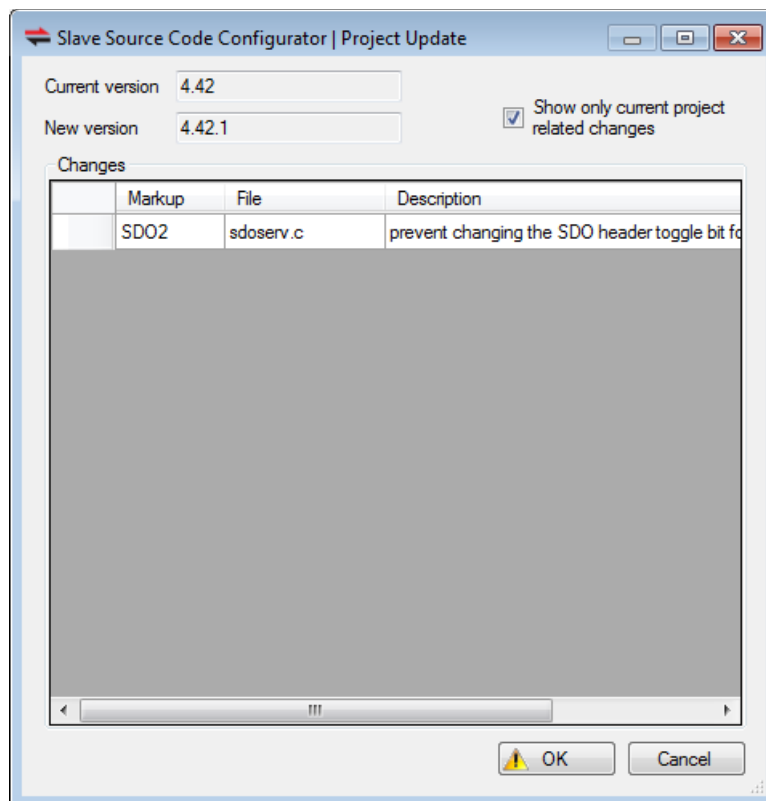 Slave Source Code Configurator | Project Update
Current version 4.42
New version 4.42.1
Show only current project
related changes
Changes
Markup File Description
SDO2 sdoserv.c prevent changing the SDO header toggle bit
OK Cancel